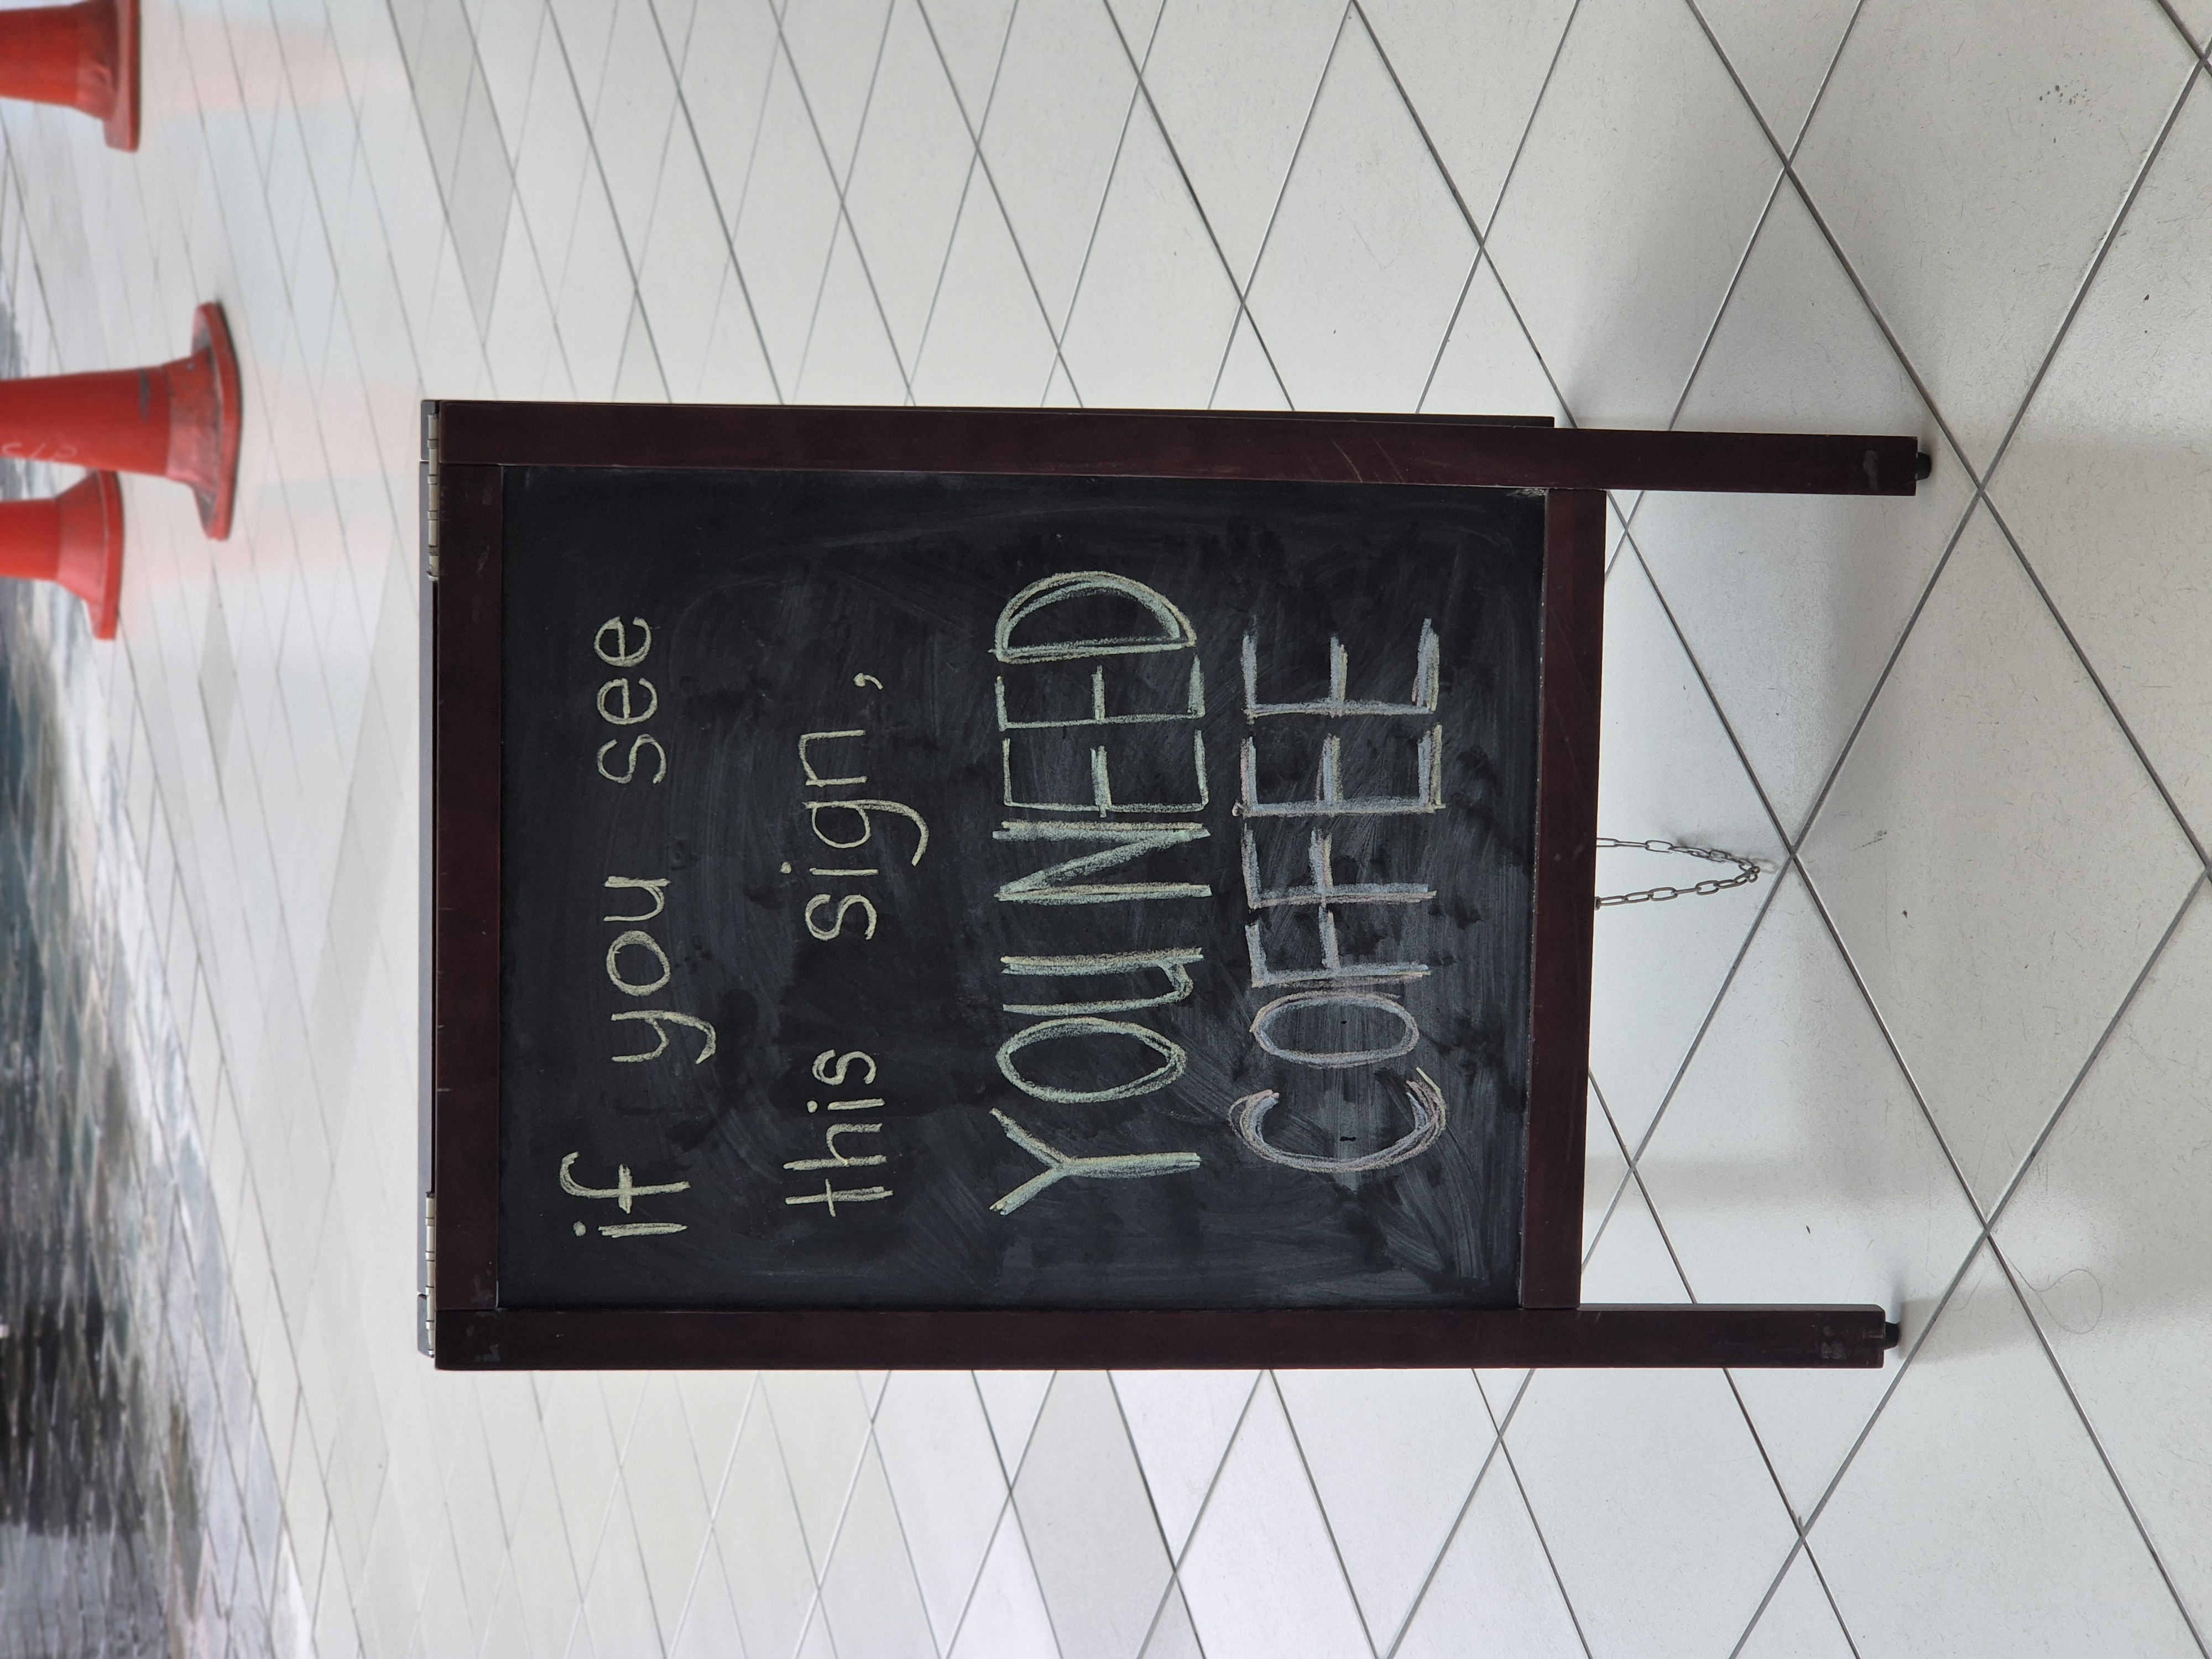 if you see
this sign,
YOU NEED
COFFEE